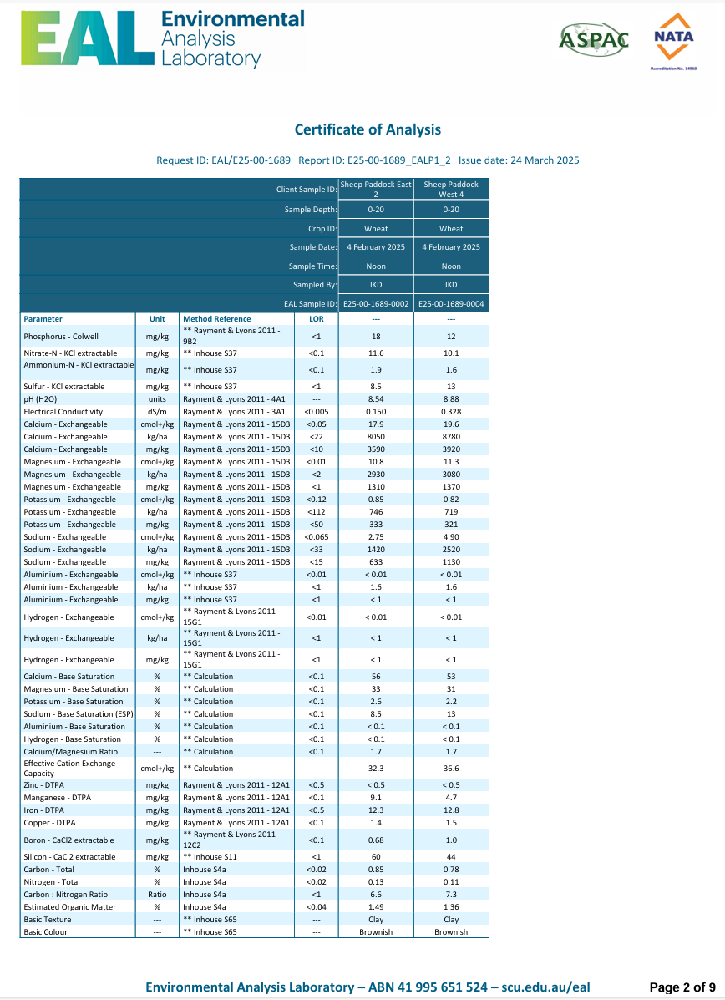 EAL Environmental
Analysis
Laboratory
ASPAC
NATA
Accreditation No. 14960
Certificate of Analysis
Request ID: EAL/E25-00-1689 Report ID: E25-00-1689_EALP1_2 Issue date: 24 March 2025
Client Sample ID: Sheep Paddock East 2 Sheep Paddock West 4
Sample Depth: 0-20 0-20
Crop ID: Wheat Wheat
Sample Date: 4 February 2025 4 February 2025
Sample Time: Noon Noon
Sampled By: IKD IKD
EAL Sample ID: E25-00-1689-0002 E25-00-1689-0004
Parameter Unit Method Reference LOR --- ---
Phosphorus - Colwell mg/kg ** Rayment & Lyons 2011 - 9B2 <1 18 12
Nitrate-N - KCl extractable mg/kg ** Inhouse S37 <0.1 11.6 10.1
Ammonium-N - KCl extractable mg/kg ** Inhouse S37 <0.1 1.9 1.6
Sulfur - KCl extractable mg/kg ** Inhouse S37 <1 8.5 13
pH (H2O) units Rayment & Lyons 2011 - 4A1 --- 8.54 8.88
Electrical Conductivity dS/m Rayment & Lyons 2011 - 3A1 <0.005 0.150 0.328
Calcium - Exchangeable cmol+/kg Rayment & Lyons 2011 - 15D3 <0.05 17.9 19.6
Calcium - Exchangeable kg/ha Rayment & Lyons 2011 - 15D3 <22 8050 8780
Calcium - Exchangeable mg/kg Rayment & Lyons 2011 - 15D3 <10 3590 3920
Magnesium - Exchangeable cmol+/kg Rayment & Lyons 2011 - 15D3 <0.01 10.8 11.3
Magnesium - Exchangeable kg/ha Rayment & Lyons 2011 - 15D3 <2 2930 3080
Magnesium - Exchangeable mg/kg Rayment & Lyons 2011 - 15D3 <1 1310 1370
Potassium - Exchangeable cmol+/kg Rayment & Lyons 2011 - 15D3 <0.12 0.85 0.82
Potassium - Exchangeable kg/ha Rayment & Lyons 2011 - 15D3 <112 746 719
Potassium - Exchangeable mg/kg Rayment & Lyons 2011 - 15D3 <50 333 321
Sodium - Exchangeable cmol+/kg Rayment & Lyons 2011 - 15D3 <0.065 2.75 4.90
Sodium - Exchangeable kg/ha Rayment & Lyons 2011 - 15D3 <33 1420 2520
Sodium - Exchangeable mg/kg Rayment & Lyons 2011 - 15D3 <15 633 1130
Aluminium - Exchangeable cmol+/kg ** Inhouse S37 <0.01 < 0.01 < 0.01
Aluminium - Exchangeable kg/ha ** Inhouse S37 <1 1.6 1.6
Aluminium - Exchangeable mg/kg ** Inhouse S37 <1 < 1 < 1
Hydrogen - Exchangeable cmol+/kg ** Rayment & Lyons 2011 - 15G1 <0.01 < 0.01 < 0.01
Hydrogen - Exchangeable kg/ha ** Rayment & Lyons 2011 - 15G1 <1 < 1 < 1
Hydrogen - Exchangeable mg/kg ** Rayment & Lyons 2011 - 15G1 <1 < 1 < 1
Calcium - Base Saturation % ** Calculation <0.1 56 53
Magnesium - Base Saturation % ** Calculation <0.1 33 31
Potassium - Base Saturation % ** Calculation <0.1 2.6 2.2
Sodium - Base Saturation (ESP) % ** Calculation <0.1 8.5 13
Aluminium - Base Saturation % ** Calculation <0.1 < 0.1 < 0.1
Hydrogen - Base Saturation % ** Calculation <0.1 < 0.1 < 0.1
Calcium/Magnesium Ratio --- ** Calculation <0.1 1.7 1.7
Effective Cation Exchange Capacity cmol+/kg ** Calculation --- 32.3 36.6
Zinc - DTPA mg/kg Rayment & Lyons 2011 - 12A1 <0.5 < 0.5 < 0.5
Manganese - DTPA mg/kg Rayment & Lyons 2011 - 12A1 <0.1 9.1 4.7
Iron - DTPA mg/kg Rayment & Lyons 2011 - 12A1 <0.5 12.3 12.8
Copper - DTPA mg/kg Rayment & Lyons 2011 - 12A1 <0.1 1.4 1.5
Boron - CaCl2 extractable mg/kg ** Rayment & Lyons 2011 - 12C2 <0.1 0.68 1.0
Silicon - CaCl2 extractable mg/kg ** Inhouse S11 <1 60 44
Carbon - Total % Inhouse S4a <0.02 0.85 0.78
Nitrogen - Total % Inhouse S4a <0.02 0.13 0.11
Carbon : Nitrogen Ratio Ratio Inhouse S4a <1 6.6 7.3
Estimated Organic Matter % Inhouse S4a <0.04 1.49 1.36
Basic Texture --- ** Inhouse S65 --- Clay Clay
Basic Colour --- ** Inhouse S65 --- Brownish Brownish
Environmental Analysis Laboratory – ABN 41 995 651 524 – scu.edu.au/eal Page 2 of 9